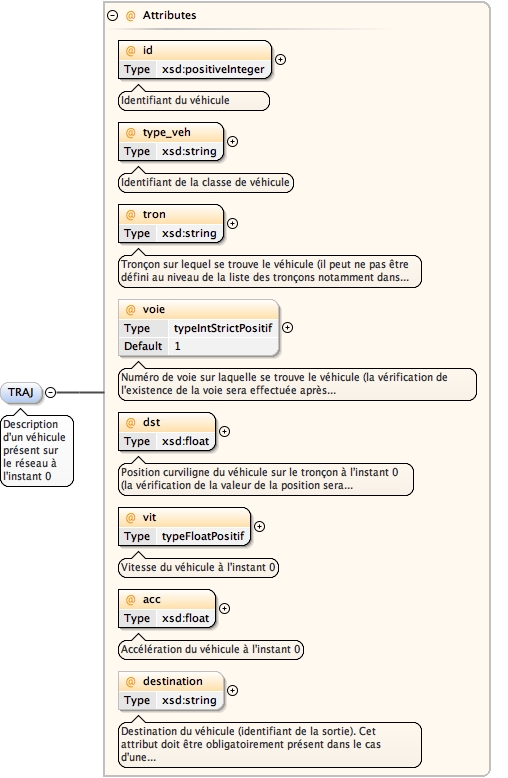 @ Attributes
@ id
Type xsd:positiveInteger
Identifiant du véhicule
@ type_veh
Type xsd:string
Identifiant de la classe de véhicule
@ tron
Type xsd:string
Tronçon sur lequel se trouve le véhicule (il peut ne pas être
défini au niveau de la liste des tronçons notamment dans...
@ voie
Type typeIntStrictPositif
Default 1
Numéro de voie sur laquelle se trouve le véhicule (la vérification de
l'existence de la voie sera effectuée après...
TRAJ
Description
d'un véhicule
présent sur
le réseau à
l'instant 0
@ dst
Type xsd:float
Position curviligne du véhicule sur le tronçon à l'instant 0
(la vérification de la valeur de la position sera...
@ vit
Type typeFloatPositif
Vitesse du véhicule à l'instant 0
@ acc
Type xsd:float
Accélération du véhicule à l'instant 0
@ destination
Type xsd:string
Destination du véhicule (identifiant de la sortie). Cet
attribut doit être obligatoirement présent dans le cas
d'une...